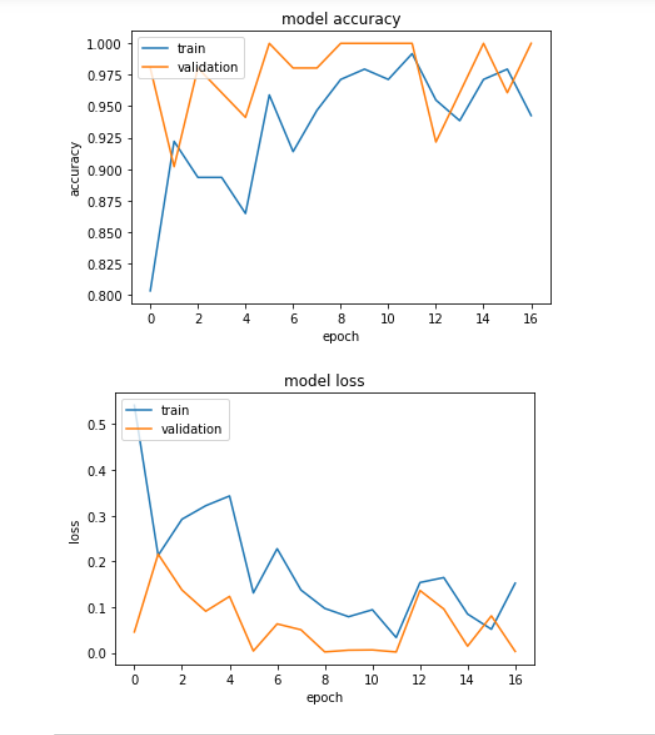 model accuracy
1.000
0.975
0.950
0.925
0.900
0.875
0.850
0.825
0.800
accuracy
train
validation
0 2 4 6 8 10 12 14 16
epoch
model loss
0.5
0.4
0.3
0.2
0.1
0.0
loss
train
validation
0 2 4 6 8 10 12 14 16
epoch